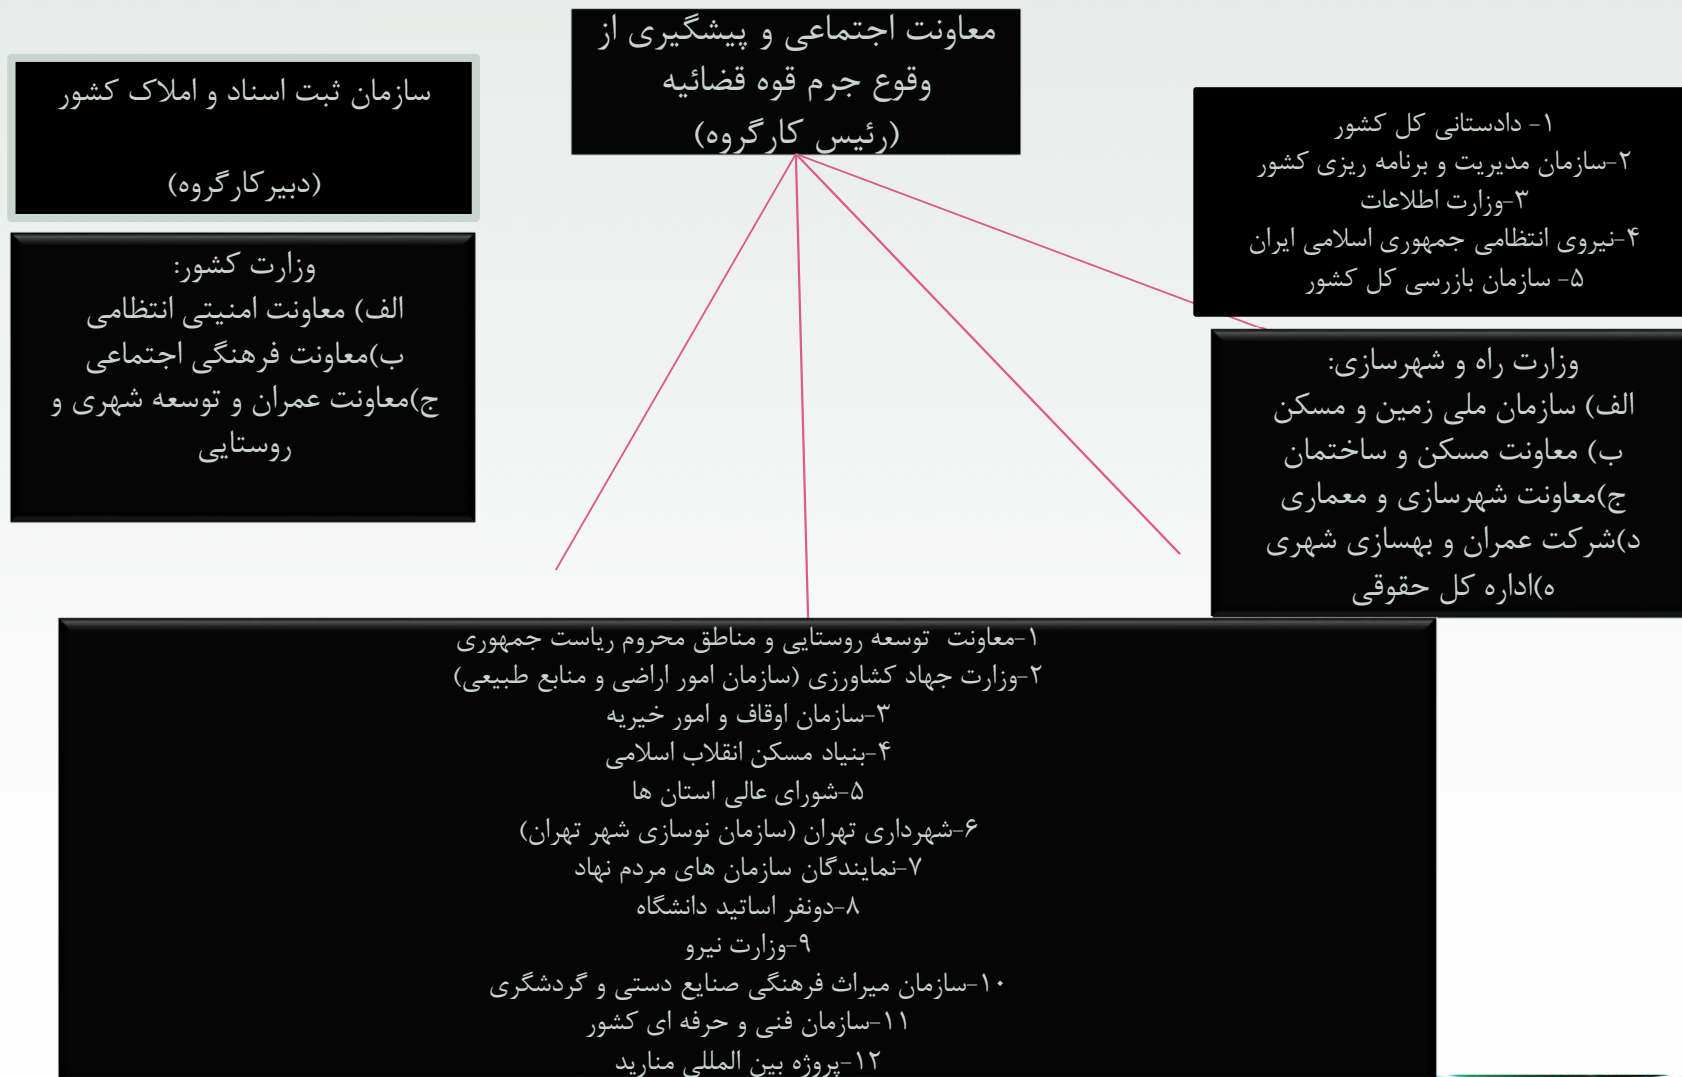 معاونت اجتماعی و پیشگیری از
وقوع جرم قوه قضائیه
(رئیس کارگروه)
۱- دادستانی کل کشور
۲-سازمان مدیریت و برنامه ریزی کشور
۳-وزارت اطلاعات
۴-نیروی انتظامی جمهوری اسلامی ایران
۵- سازمان بازرسی کل کشور
سازمان ثبت اسناد و املاک کشور
(دبیرکارگروه)
وزارت راه و شهرسازی:
الف) سازمان ملی زمین و مسکن
ب) معاونت مسکن و ساختمان
ج)معاونت شهرسازی و معماری
د)شرکت عمران و بهسازی شهری
ه)اداره کل حقوقی
وزارت کشور:
الف) معاونت امنیتی انتظامی
ب)معاونت فرهنگی اجتماعی
ج)معاونت عمران و توسعه شهری و
روستایی
۱-معاونت توسعه روستایی و مناطق محروم ریاست جمهوری
۲-وزارت جهاد کشاورزی (سازمان امور اراضی و منابع طبیعی)
۳-سازمان اوقاف و امور خیریه
۴-بنیاد مسکن انقلاب اسلامی
۵-شورای عالی استان ها
۶-شهرداری تهران (سازمان نوسازی شهر تهران)
۷-نمایندگان سازمان های مردم نهاد
۸-دونفر اساتید دانشگاه
۹-وزارت نیرو
۱۰-سازمان میراث فرهنگی صنایع دستی و گردشگری
۱۱-سازمان فنی و حرفه ای کشور
۱۲-پروژه بین المللی منارید